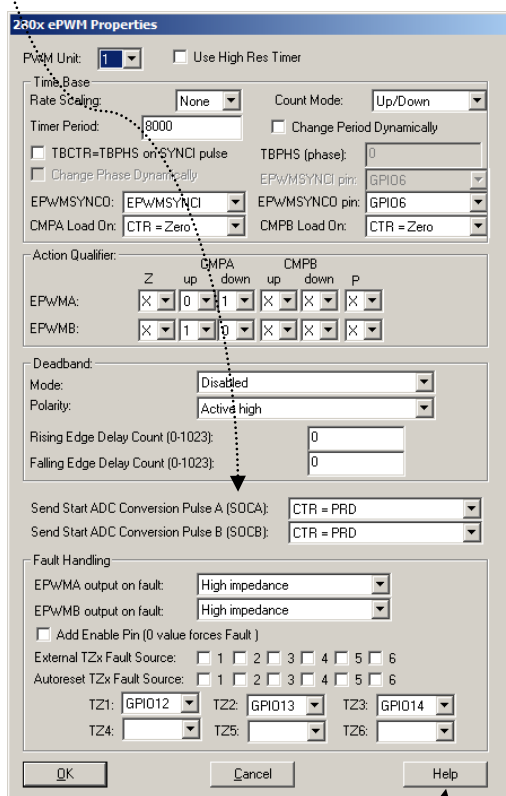 280x ePWM Properties
PWM Unit: 1 Use High Res Timer
Time Base
Rate Scaling: None Count Mode: Up/Down
Timer Period: 8000 Change Period Dynamically
TBCTR=TBPHS on SYNCI pulse TBPHS (phase): 0
Change Phase Dynamically EPWMSYNCI pin: GPIO6
EPWMSYNCO: EPWMSYNCI EPWMSYNCO pin: GPIO6
CMPA Load On: CTR = Zero CMPB Load On: CTR = Zero
Action Qualifier:
CMPA CMPB
Z up down up down P
EPWMA: X 0 1 X X X
EPWMB: X 1 0 X X X
Deadband:
Mode: Disabled
Polarity: Active high
Rising Edge Delay Count (0-1023): 0
Falling Edge Delay Count (0-1023): 0
Send Start ADC Conversion Pulse A (SOCA): CTR = PRD
Send Start ADC Conversion Pulse B (SOCB): CTR = PRD
Fault Handling
EPWMA output on fault: High impedance
EPWMB output on fault: High impedance
Add Enable Pin (0 value forces Fault )
External TZx Fault Source: 1 2 3 4 5 6
Autoreset TZx Fault Source: 1 2 3 4 5 6
TZ1: GPIO12 TZ2: GPIO13 TZ3: GPIO14
TZ4: TZ5: TZ6:
OK Cancel Help